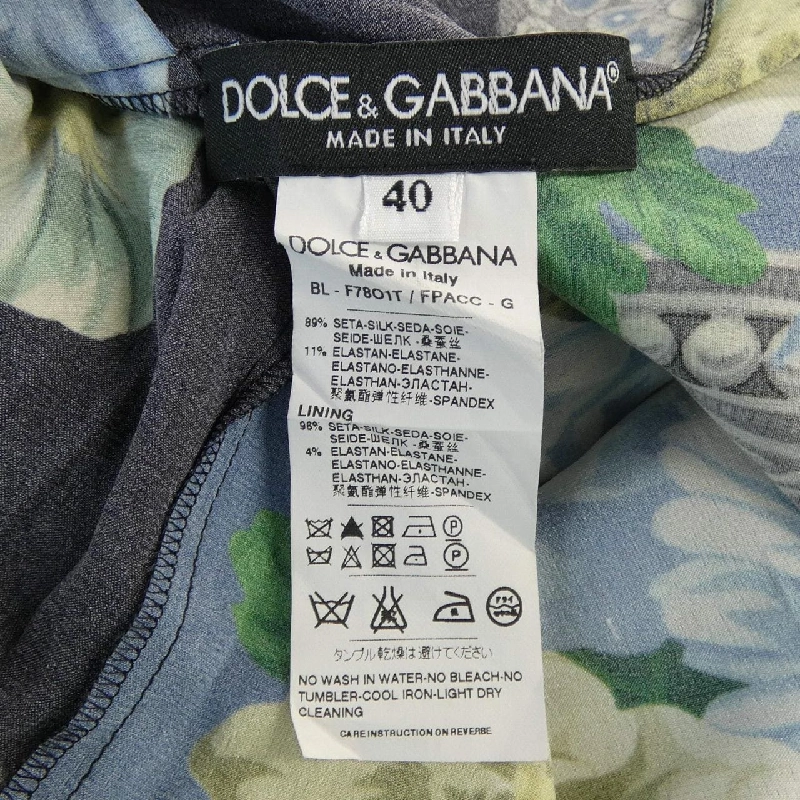 DOLCE & GABBANA®
MADE IN ITALY
40
DOLCE & GABBANA
Made in Italy
BL - F78O1T / FPACC - G
89% SETA-SILK-SEDA-SOIE-
SEIDE-ШЕЛК -桑蚕丝
11% ELASTAN-ELASTANE-
ELASTANO-ELASTHANNE-
ELASTHAN-ЭЛАСТАН-
聚氨酯弹性纤维-SPANDEX
LINING
96% SETA-SILK-SEDA-SOIE-
SEIDE-ШЕЛК -桑蚕丝
4% ELASTAN-ELASTANE-
ELASTANO-ELASTHANNE-
ELASTHAN-ЭЛАСТАН-
聚氨酯弹性纤维-SPANDEX
P
P
ドライ
タンブル乾燥は避けてください
NO WASH IN WATER-NO BLEACH-NO
TUMBLER-COOL IRON-LIGHT DRY
CLEANING
CARE INSTRUCTION ON REVERSE